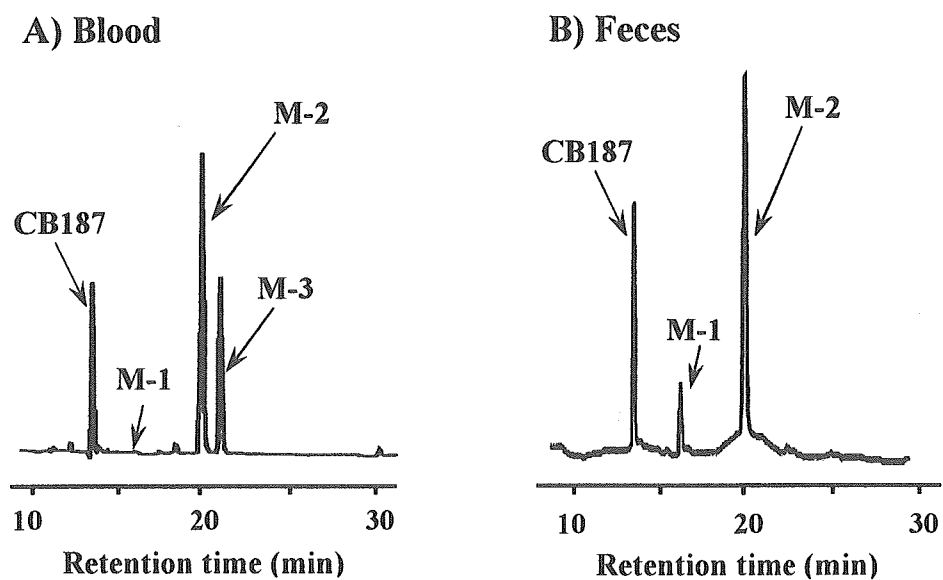 A) Blood
M-2
CB187
M-3
M-1
10 20 30
Retention time (min)
B) Feces
M-2
CB187
M-1
10 20 30
Retention time (min)